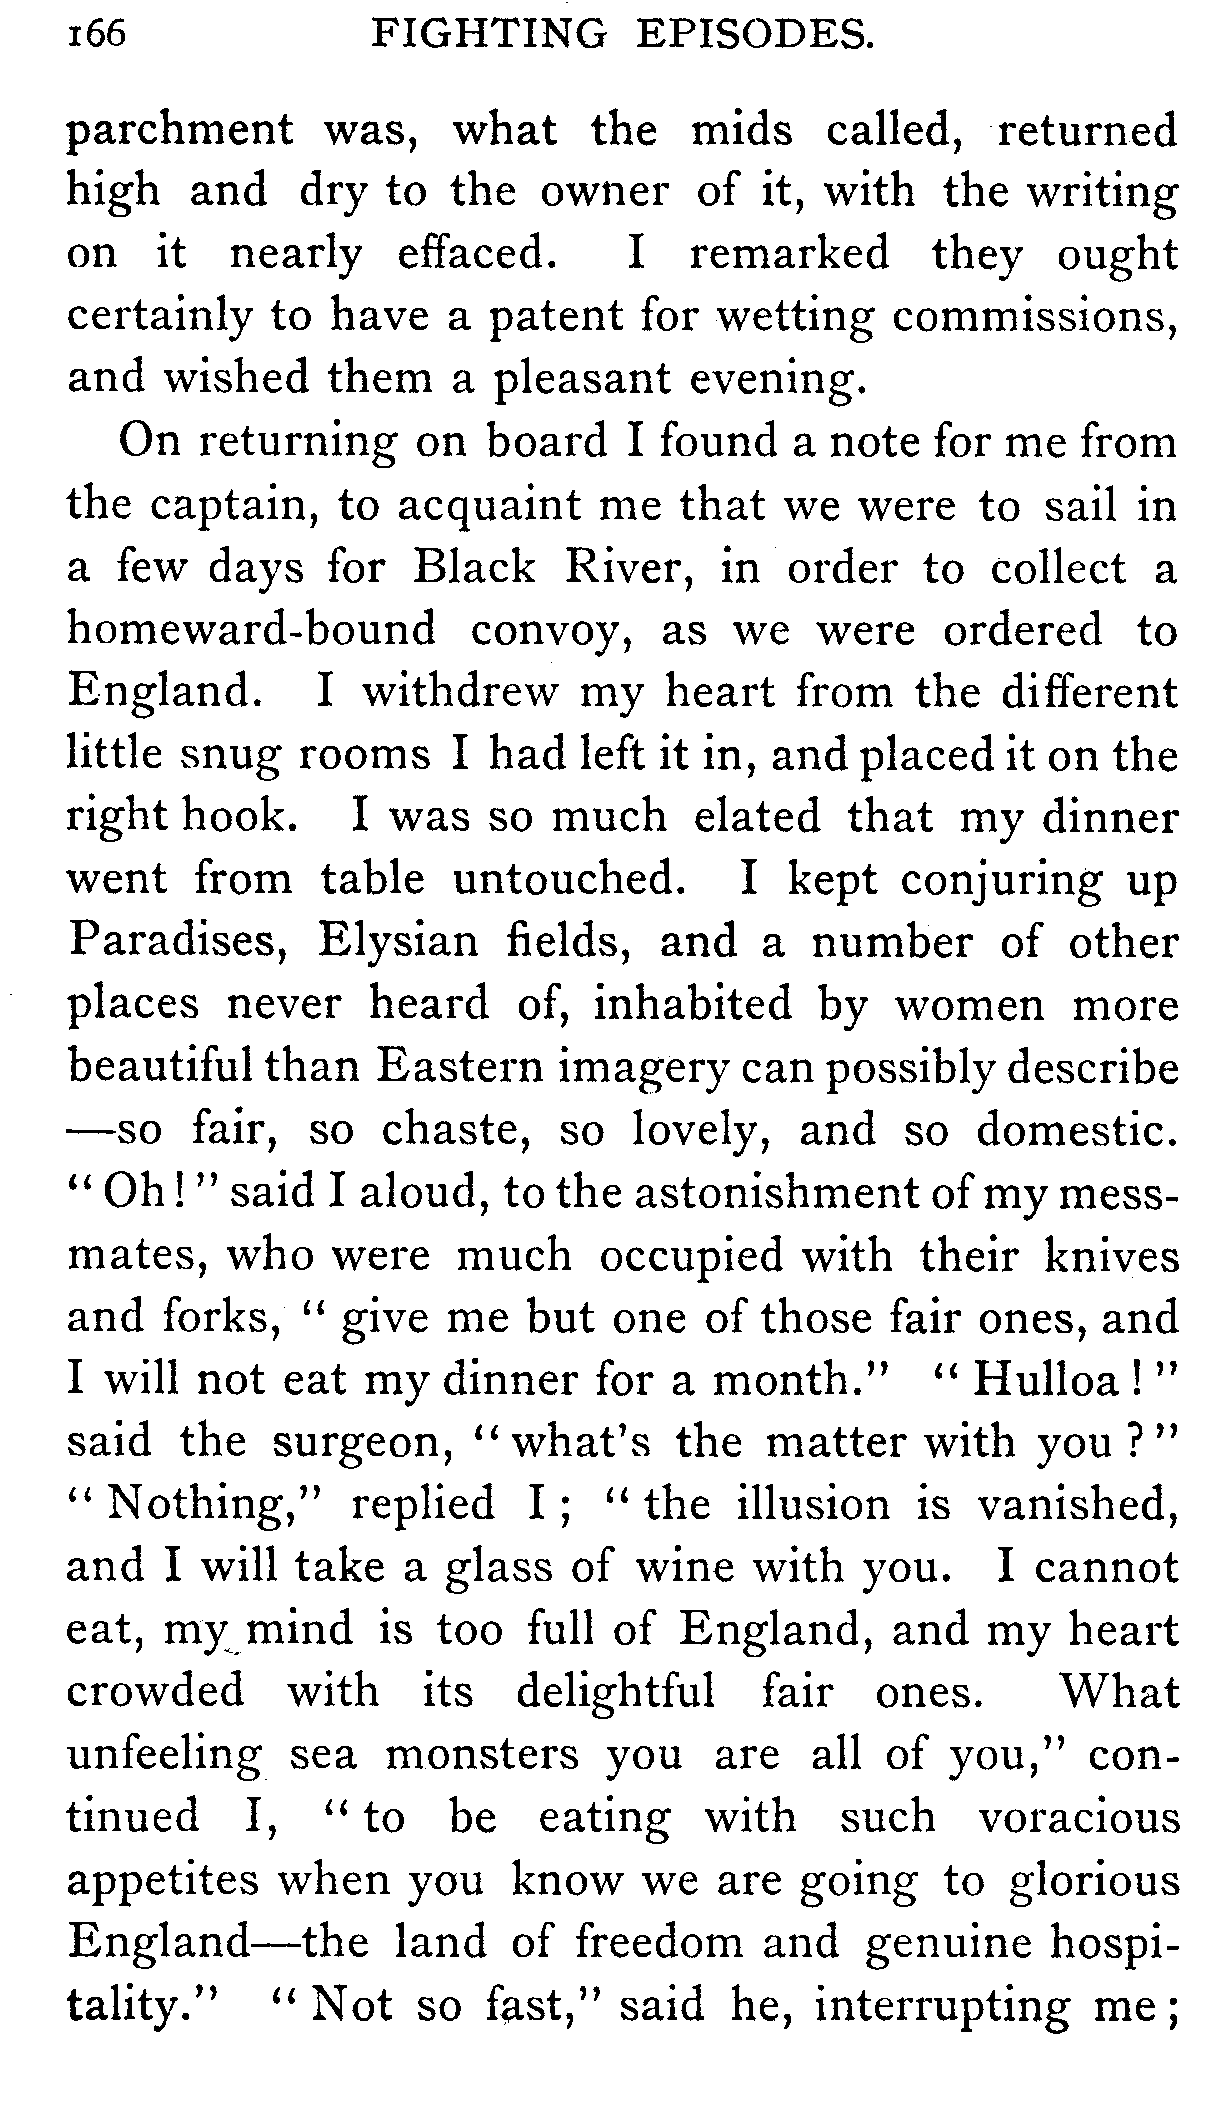 166 FIGHTING EPISODES.
parchment was, what the mids called, returned
high and dry to the owner of it, with the writing
on it nearly effaced. I remarked they ought
certainly to have a patent for wetting commissions,
and wished them a pleasant evening.
On returning on board I found a note for me from
the captain, to acquaint me that we were to sail in
a few days for Black River, in order to collect a
homeward-bound convoy, as we were ordered to
England. I withdrew my heart from the different
little snug rooms I had left it in, and placed it on the
right hook. I was so much elated that my dinner
went from table untouched. I kept conjuring up
Paradises, Elysian fields, and a number of other
places never heard of, inhabited by women more
beautiful than Eastern imagery can possibly describe
—so fair, so chaste, so lovely, and so domestic.
“ Oh! ” said I aloud, to the astonishment of my mess-
mates, who were much occupied with their knives
and forks, “ give me but one of those fair ones, and
I will not eat my dinner for a month.” “ Hulloa ! ”
said the surgeon, “ what's the matter with you ? ”
“ Nothing,” replied I ; “ the illusion is vanished,
and I will take a glass of wine with you. I cannot
eat, my mind is too full of England, and my heart
crowded with its delightful fair ones. What
unfeeling sea monsters you are all of you,” con-
tinued I, “ to be eating with such voracious
appetites when you know we are going to glorious
England—the land of freedom and genuine hospi-
tality.” “ Not so fast,” said he, interrupting me ;